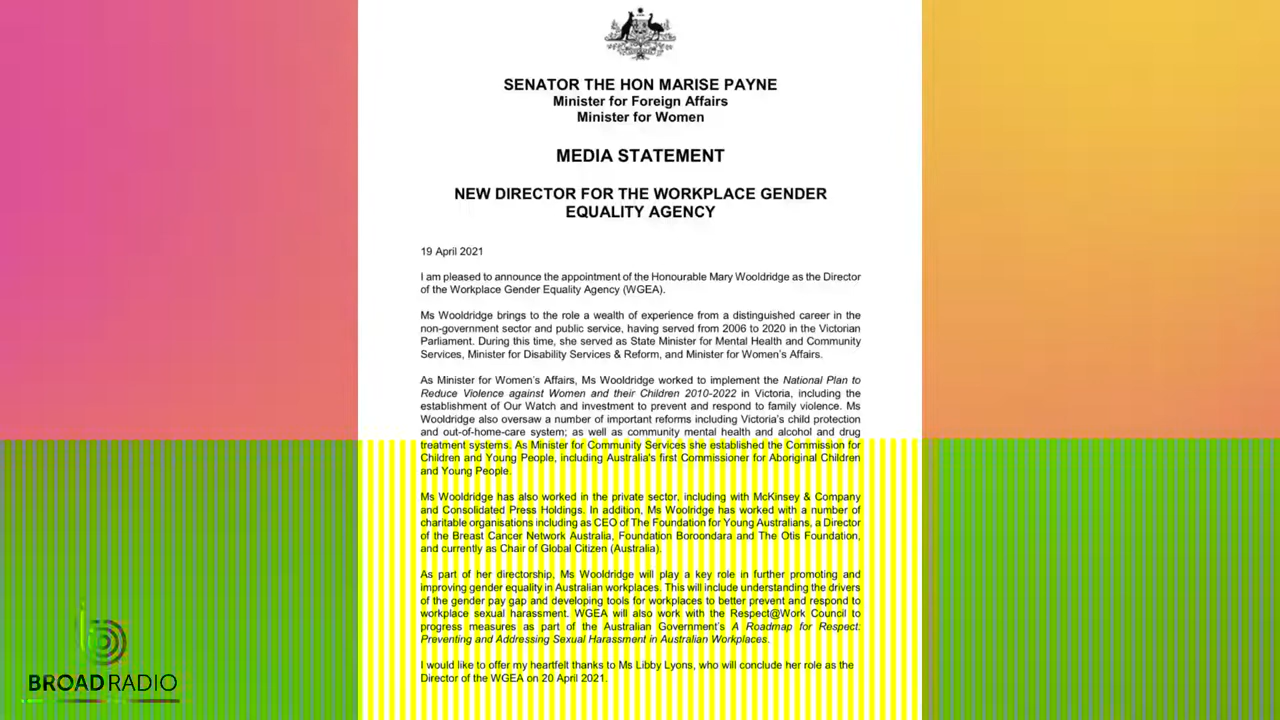 SENATOR THE HON MARISE PAYNE
Minister for Foreign Affairs
Minister for Women
MEDIA STATEMENT
NEW DIRECTOR FOR THE WORKPLACE GENDER
EQUALITY AGENCY
19 April 2021
I am pleased to announce the appointment of the Honourable Mary Wooldridge as the Director
of the Workplace Gender Equality Agency (WGEA).
Ms Wooldridge brings to the role a wealth of experience from a distinguished career in the
non-government sector and public service, having served from 2006 to 2020 in the Victorian
Parliament. During this time, she served as State Minister for Mental Health and Community
Services, Minister for Disability Services & Reform, and Minister for Women's Affairs.
As Minister for Women's Affairs, Ms Wooldridge worked to implement the National Plan to
Reduce Violence against Women and their Children 2010-2022 in Victoria, including the
establishment of Our Watch and investment to prevent and respond to family violence. Ms
Wooldridge also oversaw a number of important reforms including Victoria's child protection
and out-of-home-care system; as well as community mental health and alcohol and drug
treatment systems. As Minister for Community Services she established the Commission for
Children and Young People, including Australia's first Commissioner for Aboriginal Children
and Young People.
Ms Wooldridge has also worked in the private sector, including with McKinsey & Company
and Consolidated Press Holdings. In addition, Ms Woolridge has worked with a number of
charitable organisations including as CEO of The Foundation for Young Australians, a Director
of the Breast Cancer Network Australia, Foundation Boroondara and The Otis Foundation,
and currently as Chair of Global Citizen (Australia).
As part of her directorship, Ms Wooldridge will play a key role in further promoting and
improving gender equality in Australian workplaces. This will include understanding the drivers
of the gender pay gap and developing tools for workplaces to better prevent and respond to
workplace sexual harassment. WGEA will also work with the Respect@Work Council to
progress measures as part of the Australian Government's A Roadmap for Respect:
Preventing and Addressing Sexual Harassment in Australian Workplaces.
I would like to offer my heartfelt thanks to Ms Libby Lyons, who will conclude her role as the
Director of the WGEA on 20 April 2021.
BROADRADIO